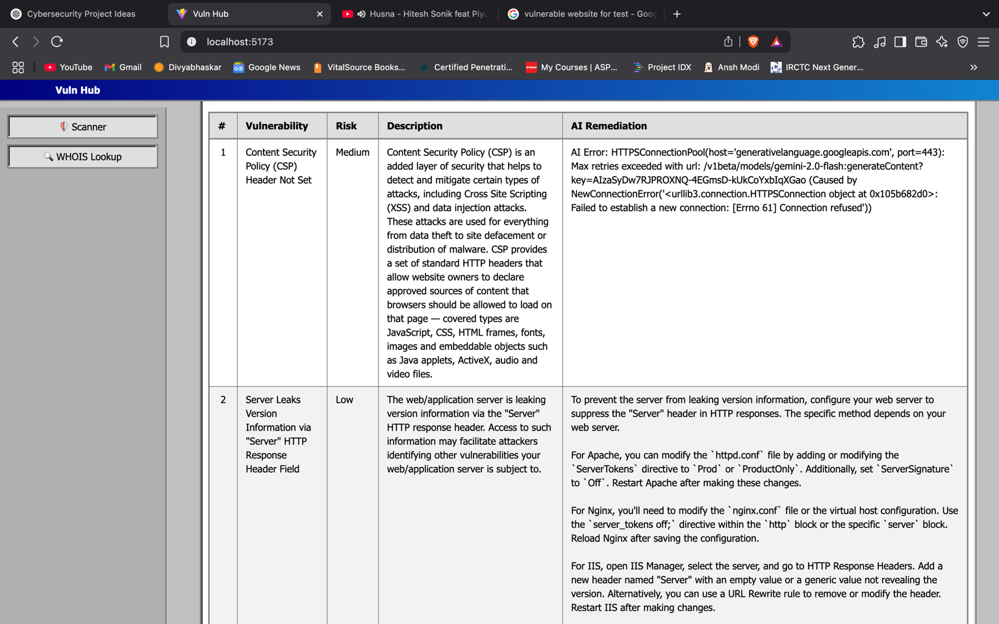 Cybersecurity Project Ideas
Vuln Hub
Husna - Hitesh Sonik feat Piyu
vulnerable website for test - Goog
localhost:5173
YouTube
Gmail
Divyabhaskar
Google News
VitalSource Books...
Certified Penetrati...
My Courses | ASP...
Project IDX
Ansh Modi
IRCTC Next Gener...
Vuln Hub
Scanner
WHOIS Lookup
# Vulnerability Risk Description AI Remediation
1
Content Security
Policy (CSP)
Header Not Set
Medium
Content Security Policy (CSP) is an
added layer of security that helps to
detect and mitigate certain types of
attacks, including Cross Site Scripting
(XSS) and data injection attacks.
These attacks are used for everything
from data theft to site defacement or
distribution of malware. CSP provides
a set of standard HTTP headers that
allow website owners to declare
approved sources of content that
browsers should be allowed to load on
that page — covered types are
JavaScript, CSS, HTML frames, fonts,
images and embeddable objects such
as Java applets, ActiveX, audio and
video files.
AI Error: HTTPSConnectionPool(host='generativelanguage.googleapis.com', port=443):
Max retries exceeded with url: /v1beta/models/gemini-2.0-flash:generateContent?
key=AIzaSyDw7RJPROXNQ-4EGmsD-kUkCoYxbIqXGao (Caused by
NewConnectionError('<urllib3.connection.HTTPSConnection object at 0x105b682d0>:
Failed to establish a new connection: [Errno 61] Connection refused'))
2
Server Leaks
Version
Information via
"Server" HTTP
Response
Header Field
Low
The web/application server is leaking
version information via the "Server"
HTTP response header. Access to such
information may facilitate attackers
identifying other vulnerabilities your
web/application server is subject to.
To prevent the server from leaking version information, configure your web server to
suppress the "Server" header in HTTP responses. The specific method depends on your
web server.
For Apache, you can modify the `httpd.conf` file by adding or modifying the
`ServerTokens` directive to `Prod` or `ProductOnly`. Additionally, set `ServerSignature`
to `Off`. Restart Apache after making these changes.
For Nginx, you'll need to modify the `nginx.conf` file or the virtual host configuration. Use
the `server_tokens off;` directive within the `http` block or the specific `server` block.
Reload Nginx after saving the configuration.
For IIS, open IIS Manager, select the server, and go to HTTP Response Headers. Add a
new header named "Server" with an empty value or a generic value not revealing the
version. Alternatively, you can use a URL Rewrite rule to remove or modify the header.
Restart IIS after making changes.